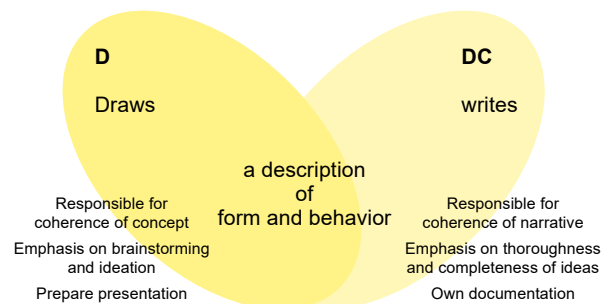 D
Draws
DC
writes
a description
of
form and behavior
Responsible for
coherence of concept
Emphasis on brainstorming
and ideation
Prepare presentation
Responsible for
coherence of narrative
Emphasis on thoroughness
and completeness of ideas
Own documentation